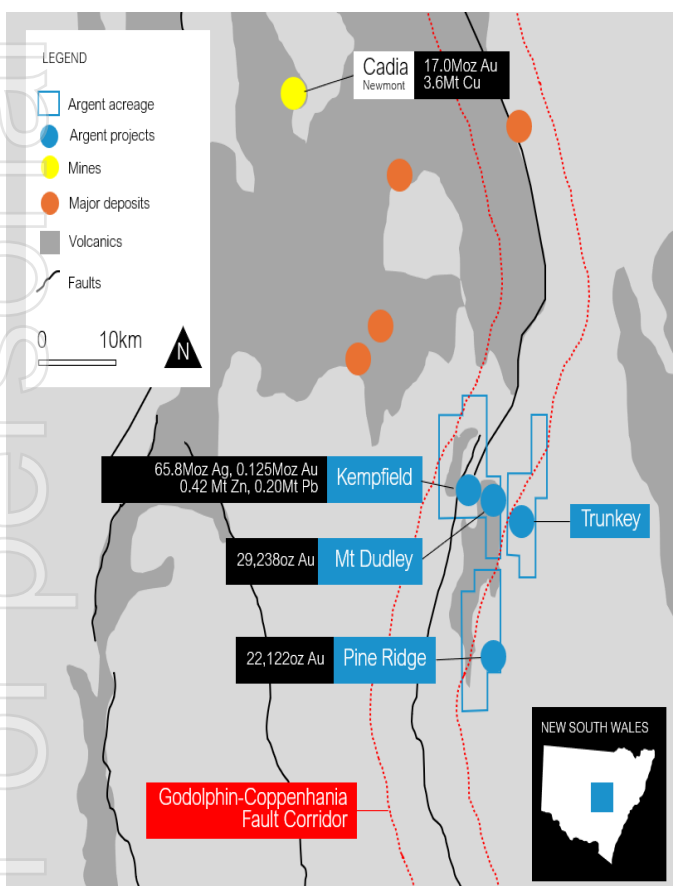 LEGEND
Argent acreage
Argent projects
Mines
Major deposits
Volcanics
Faults
0 10km
N
Cadia
Newmont
17.0Moz Au
3.6Mt Cu
65.8Moz Ag, 0.125Moz Au
0.42 Mt Zn, 0.20Mt Pb
Kempfield
Trunkey
29,238oz Au
Mt Dudley
22,122oz Au
Pine Ridge
Godolphin-Coppenhania
Fault Corridor
NEW SOUTH WALES
or personal